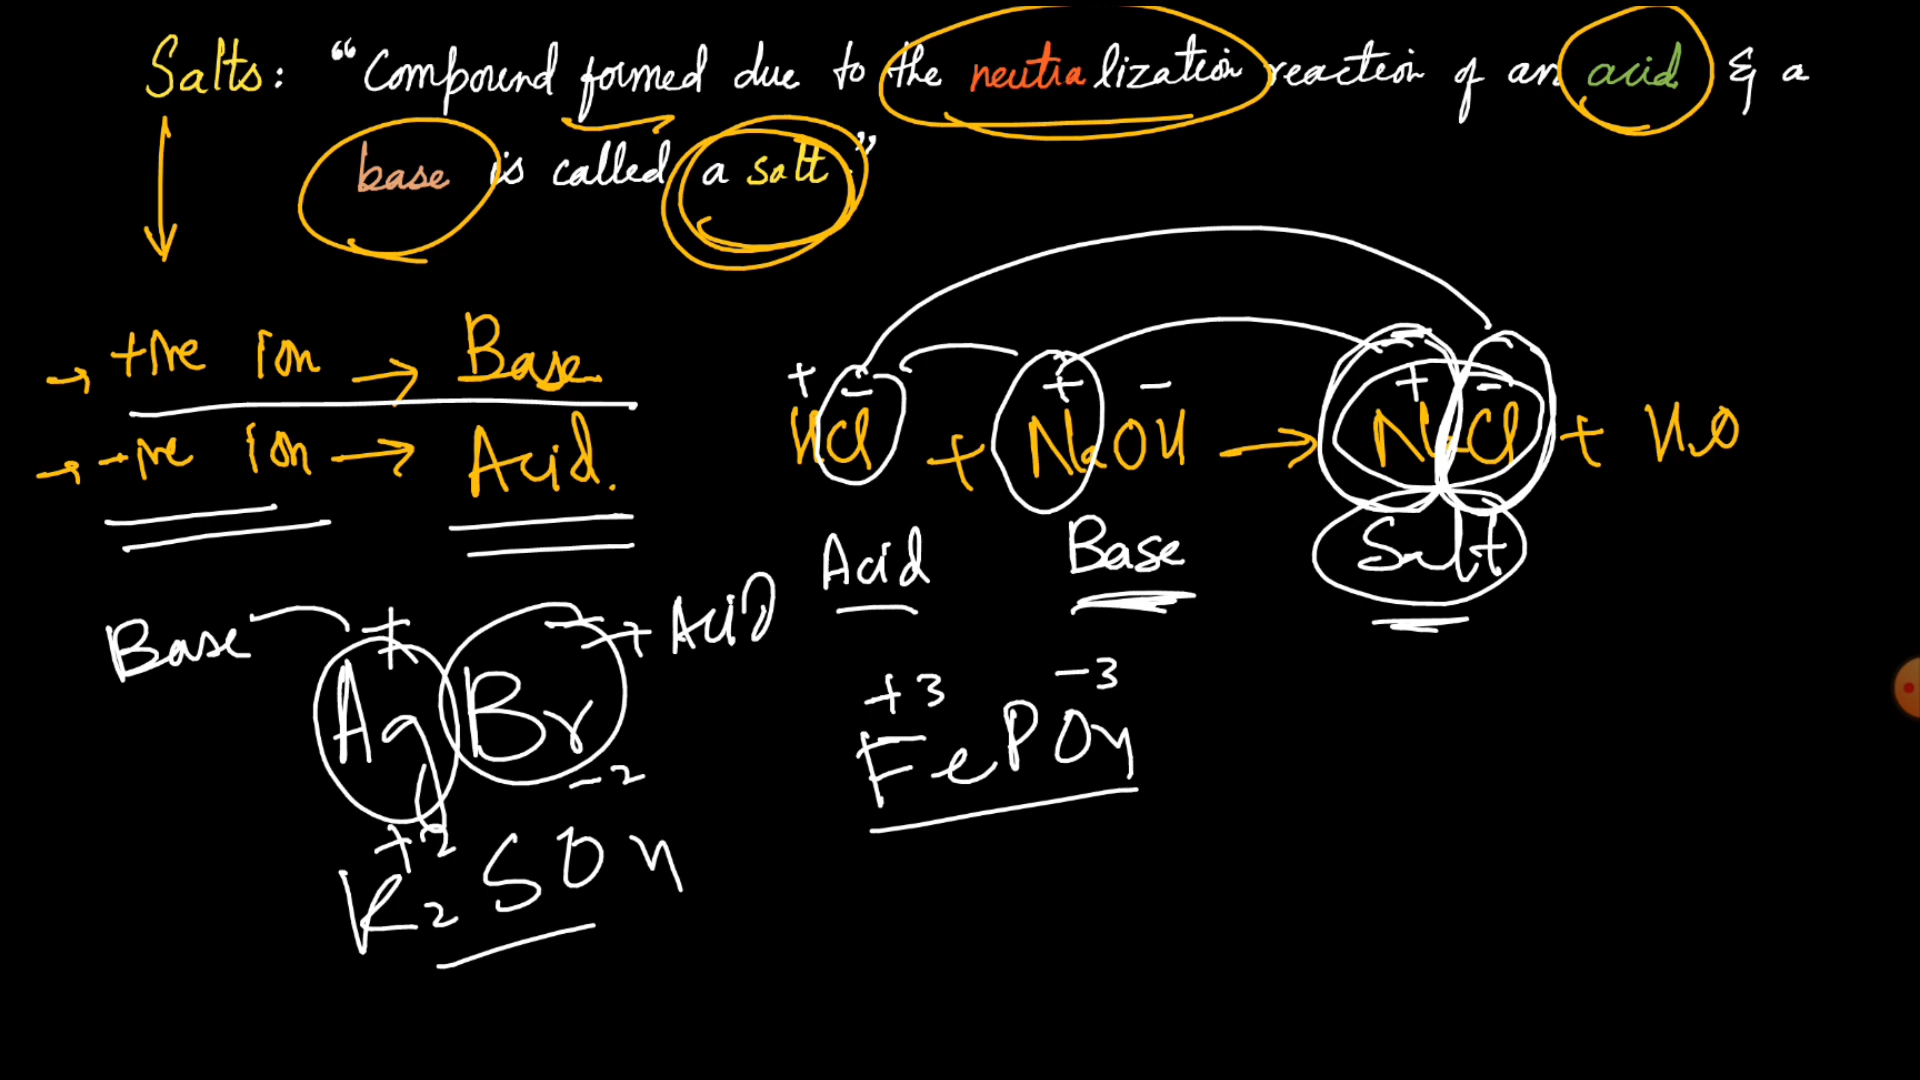 Salts: “Compound formed due to the neutralization reaction of an acid & a
base is called a salt”
→ +ve ion → Base
→ -ve ion → Acid.
+ - + - + -
HCl + NaOH → NaCl + H2O
Acid Base Salt
Base + - → Acid
AgBr
+3 -3
FePO4
+2 -2
K2SO4